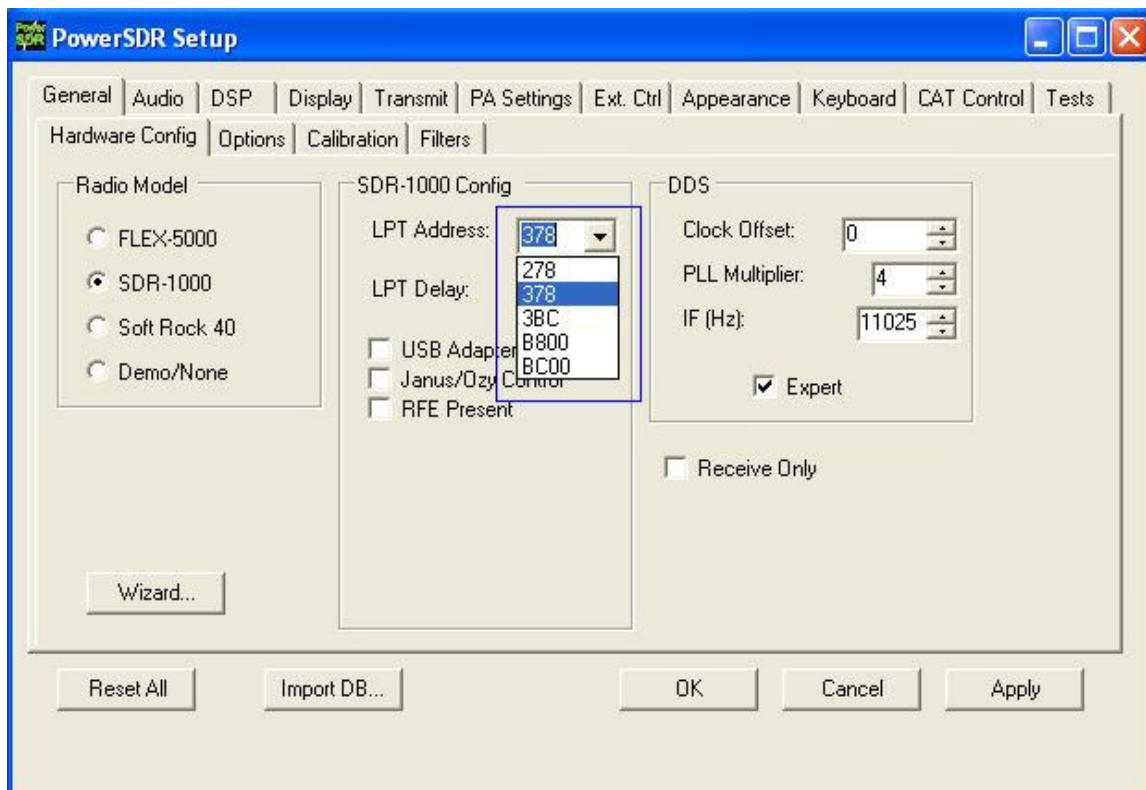 PowerSDR Setup
General Audio DSP Display Transmit PA Settings Ext. Ctrl Appearance Keyboard CAT Control Tests
Hardware Config Options Calibration Filters
Radio Model
FLEX-5000
SDR-1000
Soft Rock 40
Demo/None
Wizard...
SDR-1000 Config
LPT Address: 378
278
378
3BC
B800
BC00
LPT Delay:
USB Adapter
Janus/Ozy Control
RFE Present
DDS
Clock Offset: 0
PLL Multiplier: 4
IF (Hz): 11025
Expert
Receive Only
Reset All Import DB... OK Cancel Apply